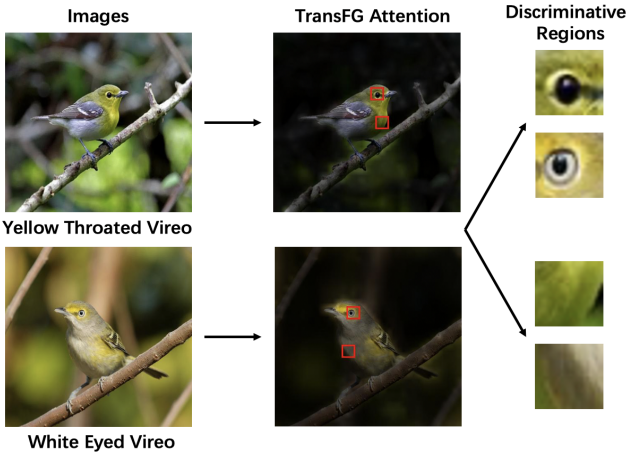 Images
TransFG Attention
Discriminative
Regions
Yellow Throated Vireo
White Eyed Vireo